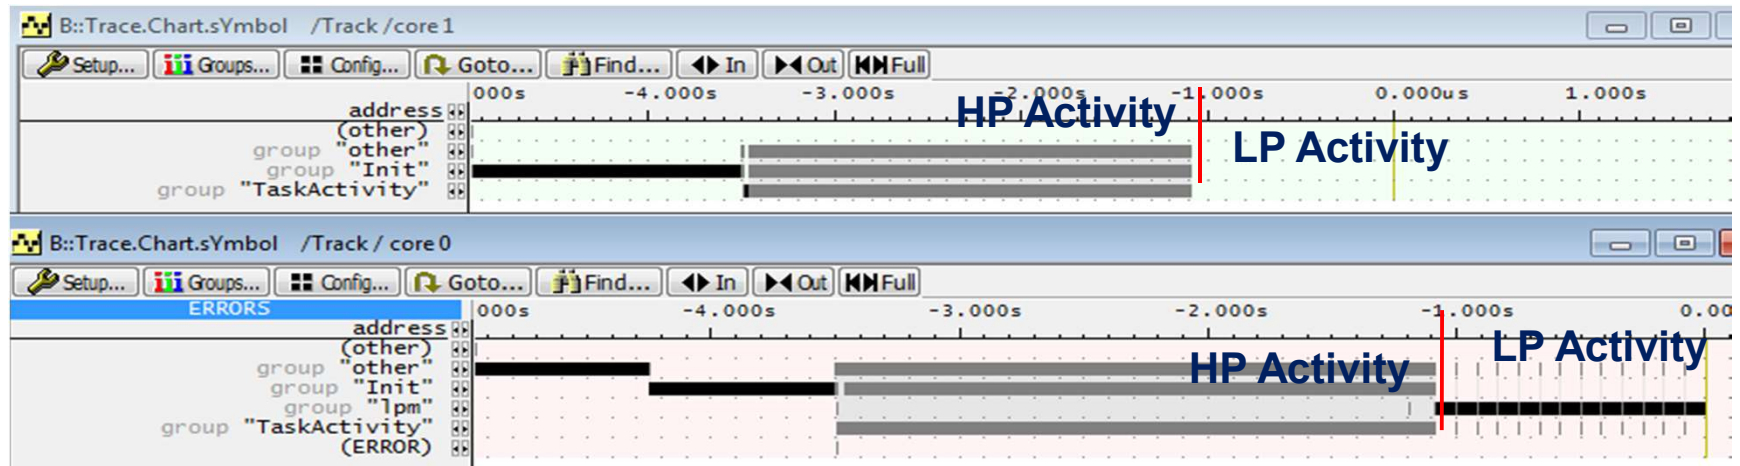 B::Trace.Chart.sYmbol /Track /core 1
Setup... Groups... Config... Goto... Find... In Out Full
000s -4.000s -3.000s -2.000s -1.000s 0.000us 1.000s
address
HP Activity
(other)
group "other"
LP Activity
group "Init"
group "TaskActivity"
B::Trace.Chart.sYmbol /Track / core 0
Setup... Groups... Config... Goto... Find... In Out Full
ERRORS 000s -4.000s -3.000s -2.000s -1.000s 0.00
address
(other)
LP Activity
group "other"
HP Activity
group "Init"
group "lpm"
group "TaskActivity"
(ERROR)